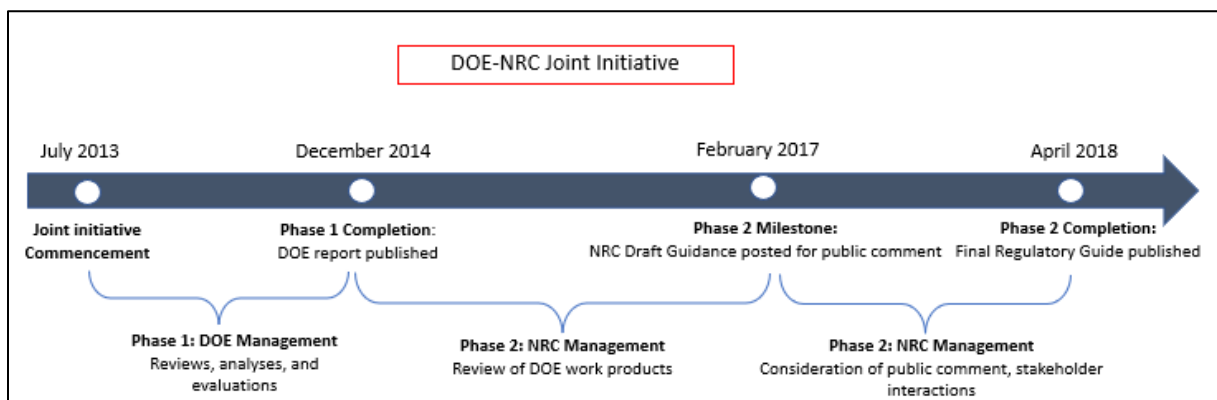 DOE-NRC Joint Initiative
July 2013
December 2014
February 2017
April 2018
Joint initiative
Commencement
Phase 1 Completion:
DOE report published
Phase 2 Milestone:
NRC Draft Guidance posted for public comment
Phase 2 Completion:
Final Regulatory Guide published
Phase 1: DOE Management
Reviews, analyses, and
evaluations
Phase 2: NRC Management
Review of DOE work products
Phase 2: NRC Management
Consideration of public comment, stakeholder
interactions